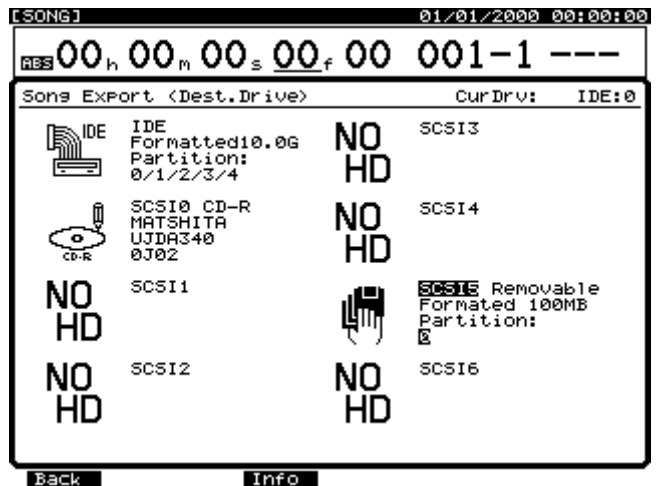 [SONG] 01/01/2000 00:00:00
ABS 00h 00m 00s 00f 00 001-1 ---
Song Export (Dest.Drive) CurDrv: IDE:0
IDE
IDE
Formatted10.0G
Partition:
0/1/2/3/4
NO HD
SCSI3
CD-R
SCSI0 CD-R
MATSHITA
UJDA340
0J02
NO HD
SCSI4
NO HD
SCSI1
SCSI5 Removable
Formated 100MB
Partition:
0
NO HD
SCSI2
NO HD
SCSI6
Back Info